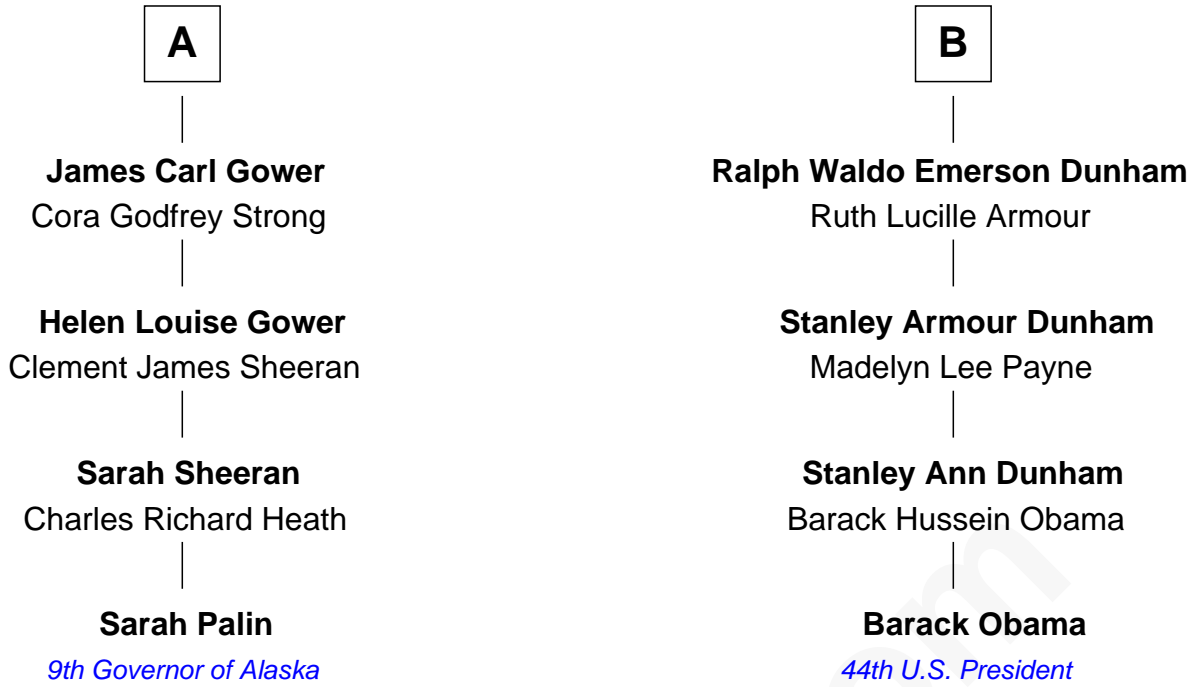 A
James Carl Gower
Cora Godfrey Strong
Helen Louise Gower
Clement James Sheeran
Sarah Sheeran
Charles Richard Heath
Sarah Palin
9th Governor of Alaska
B
Ralph Waldo Emerson Dunham
Ruth Lucille Armour
Stanley Armour Dunham
Madelyn Lee Payne
Stanley Ann Dunham
Barack Hussein Obama
Barack Obama
44th U.S. President